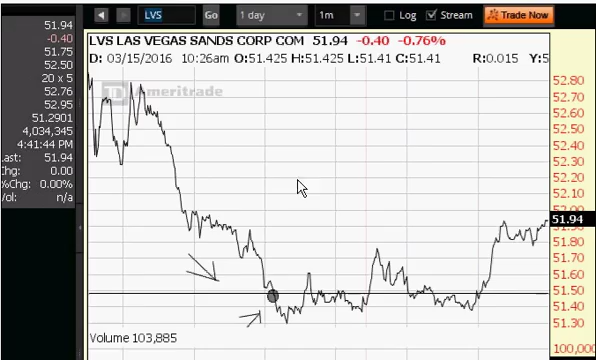 LVS
Go
1 day
1m
Log
Stream
Trade Now
51.94
-0.40
51.75
52.50
20 x 5
52.76
52.95
51.2901
4,034,345
4:41:44 PM
ast: 51.94
Chg: 0.00
%Chg: 0.00%
Vol: n/a
LVS LAS VEGAS SANDS CORP COM 51.94 -0.40 -0.76%
D: 03/15/2016 10:26am O:51.425 H:51.425 L:51.41 C:51.41 R:0.015 Y:5
TD Ameritrade
52.80
52.70
52.60
52.50
52.40
52.30
52.20
52.10
52.00
51.94
51.80
51.70
51.60
51.50
51.40
51.30
Volume 103,885
100,000